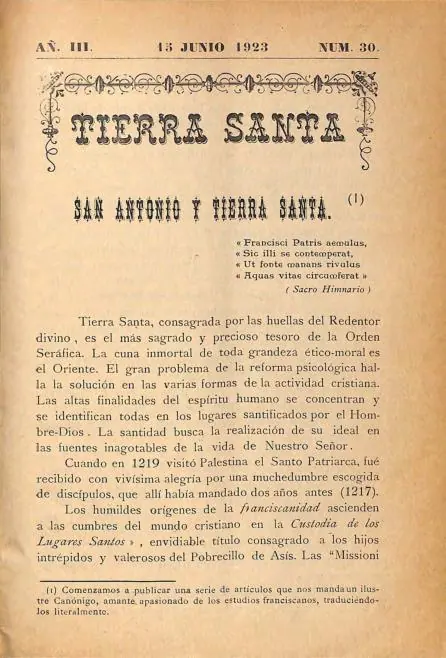 AÑ. III. 15 JUNIO 1923 NUM. 30.
TIERRA SANTA
SAN ANTONIO Y TIERRA SANTA. (1)
« Francisci Patris aemulus,
« Sic illi se contemperat,
« Ut fonte manans rivulus
« Aquas vitae circumferat »
( Sacro Himnario )
Tierra Santa, consagrada por las huellas del Redentor
divino , es el más sagrado y precioso tesoro de la Orden
Seráfica. La cuna inmortal de toda grandeza ético-moral es
el Oriente. El gran problema de la reforma psicológica hal-
la la solución en las varias formas de la actividad cristiana.
Las altas finalidades del espíritu humano se concentran y
se identifican todas en los lugares santificados por el Hom-
bre-Dios . La santidad busca la realización de su ideal en
las fuentes inagotables de la vida de Nuestro Señor.
Cuando en 1219 visitó Palestina el Santo Patriarca, fué
recibido con vivísima alegría por una muchedumbre escogida
de discípulos, que allí había mandado dos años antes (1217).
Los humildes orígenes de la franciscanidad ascienden
a las cumbres del mundo cristiano en la Custodia de los
Lugares Santos » , envidiable título consagrado a los hijos
intrépidos y valerosos del Pobrecillo de Asís. Las "Missioni
(1) Comenzamos a publicar una serie de artículos que nos manda un ilus-
tre Canónigo, amante apasionado de los estudios franciscanos, traduciéndo-
los literalmente.